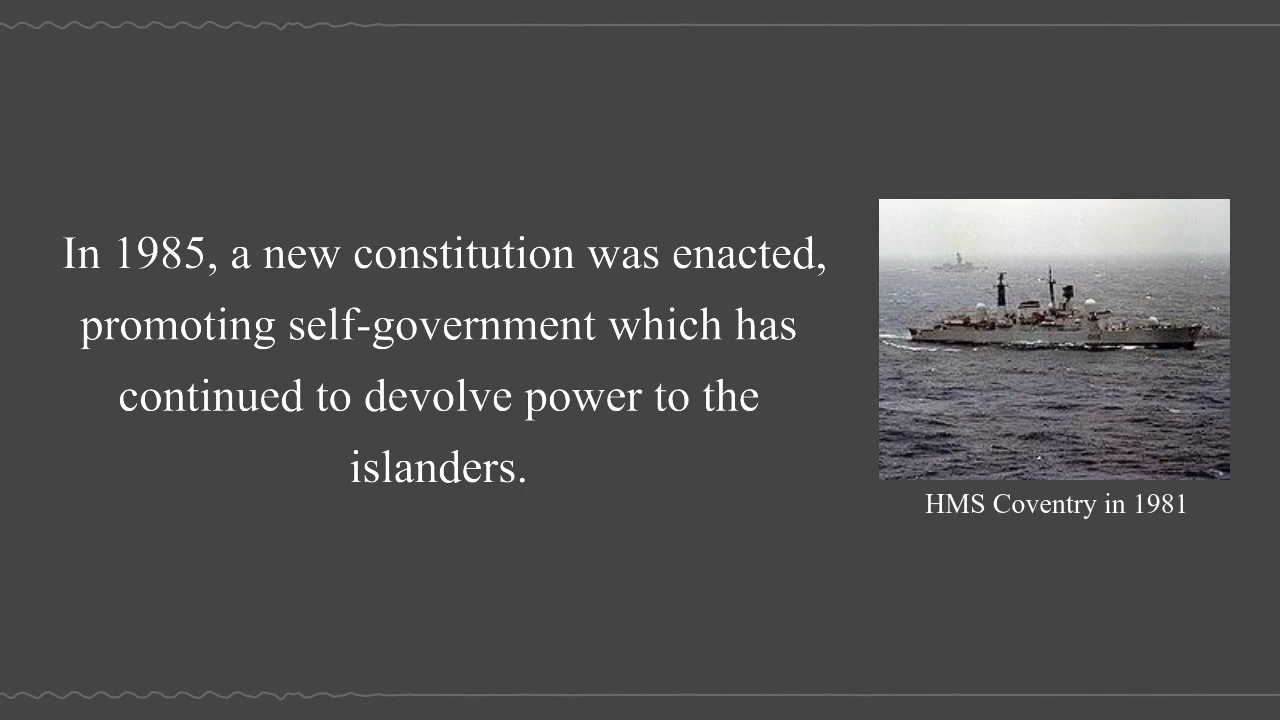 In 1985, a new constitution was enacted,
promoting self-government which has
continued to devolve power to the
islanders.
HMS Coventry in 1981